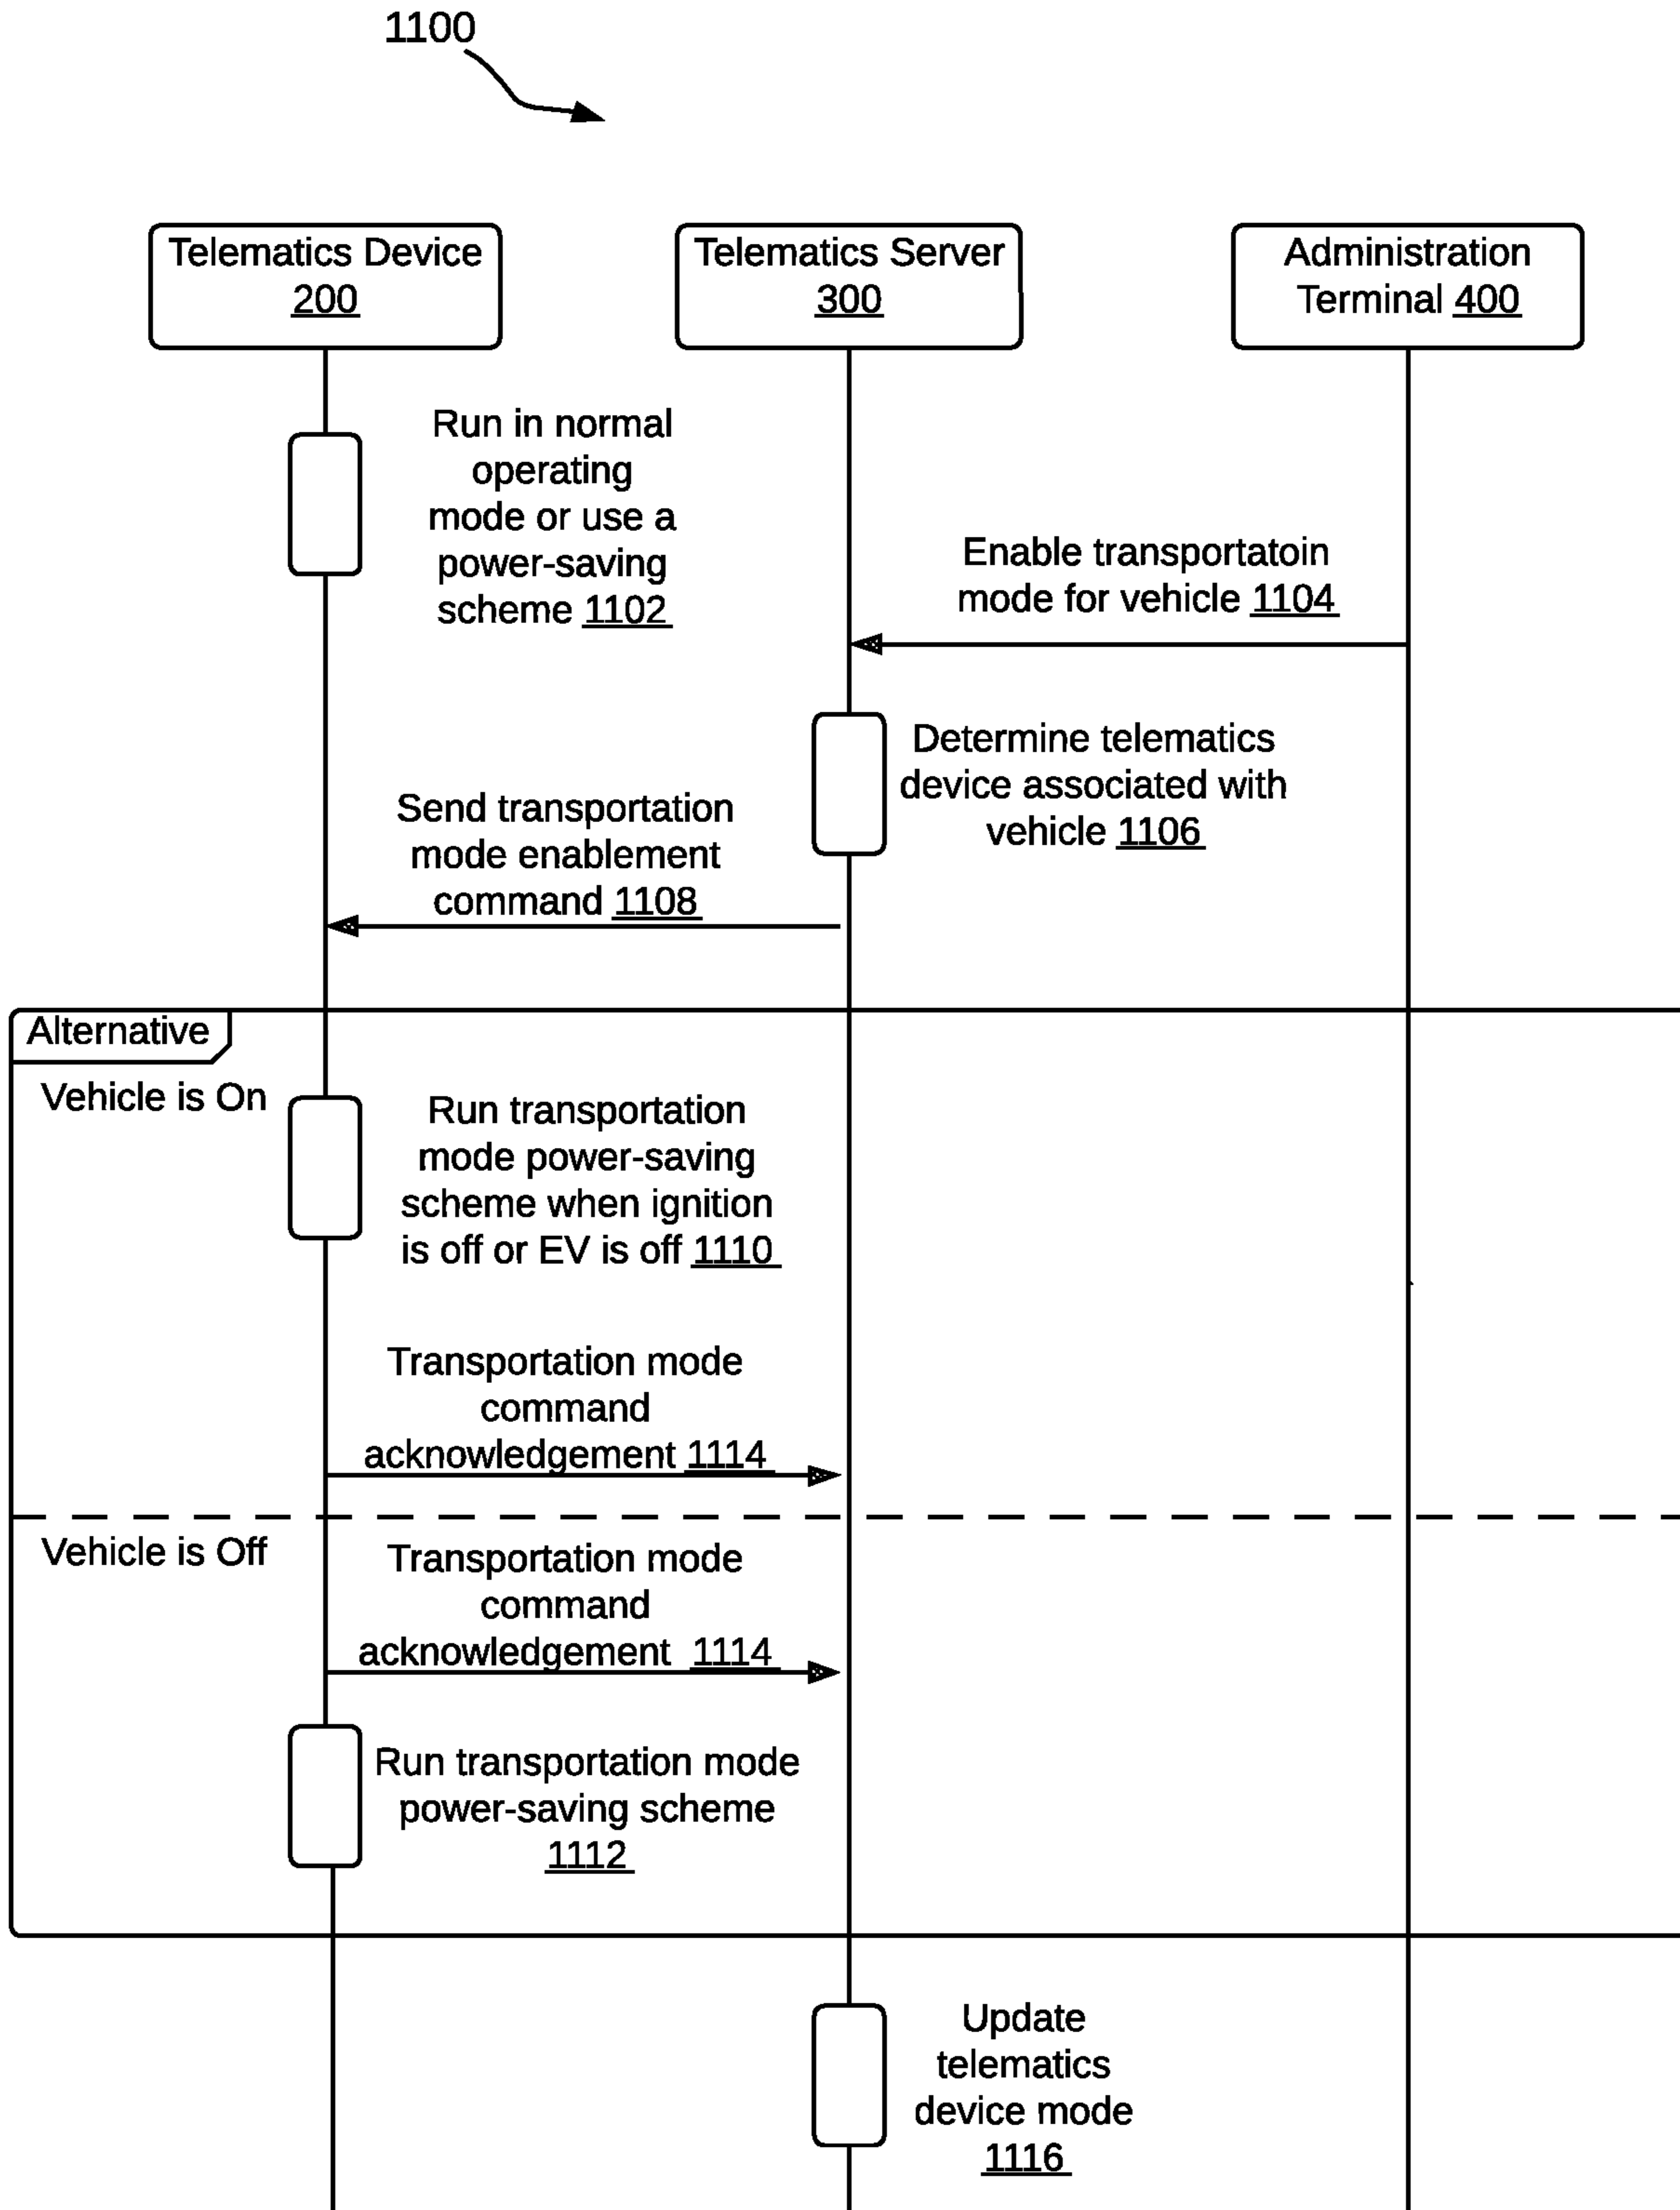 1100
Telematics Device
200
Telematics Server
300
Administration
Terminal 400
Run in normal
operating
mode or use a
power-saving
scheme 1102
Enable transportatoin
mode for vehicle 1104
Determine telematics
device associated with
vehicle 1106
Send transportation
mode enablement
command 1108
Alternative
Vehicle is On
Run transportation
mode power-saving
scheme when ignition
is off or EV is off 1110
Transportation mode
command
acknowledgement 1114
Vehicle is Off
Transportation mode
command
acknowledgement 1114
Run transportation mode
power-saving scheme
1112
Update
telematics
device mode
1116